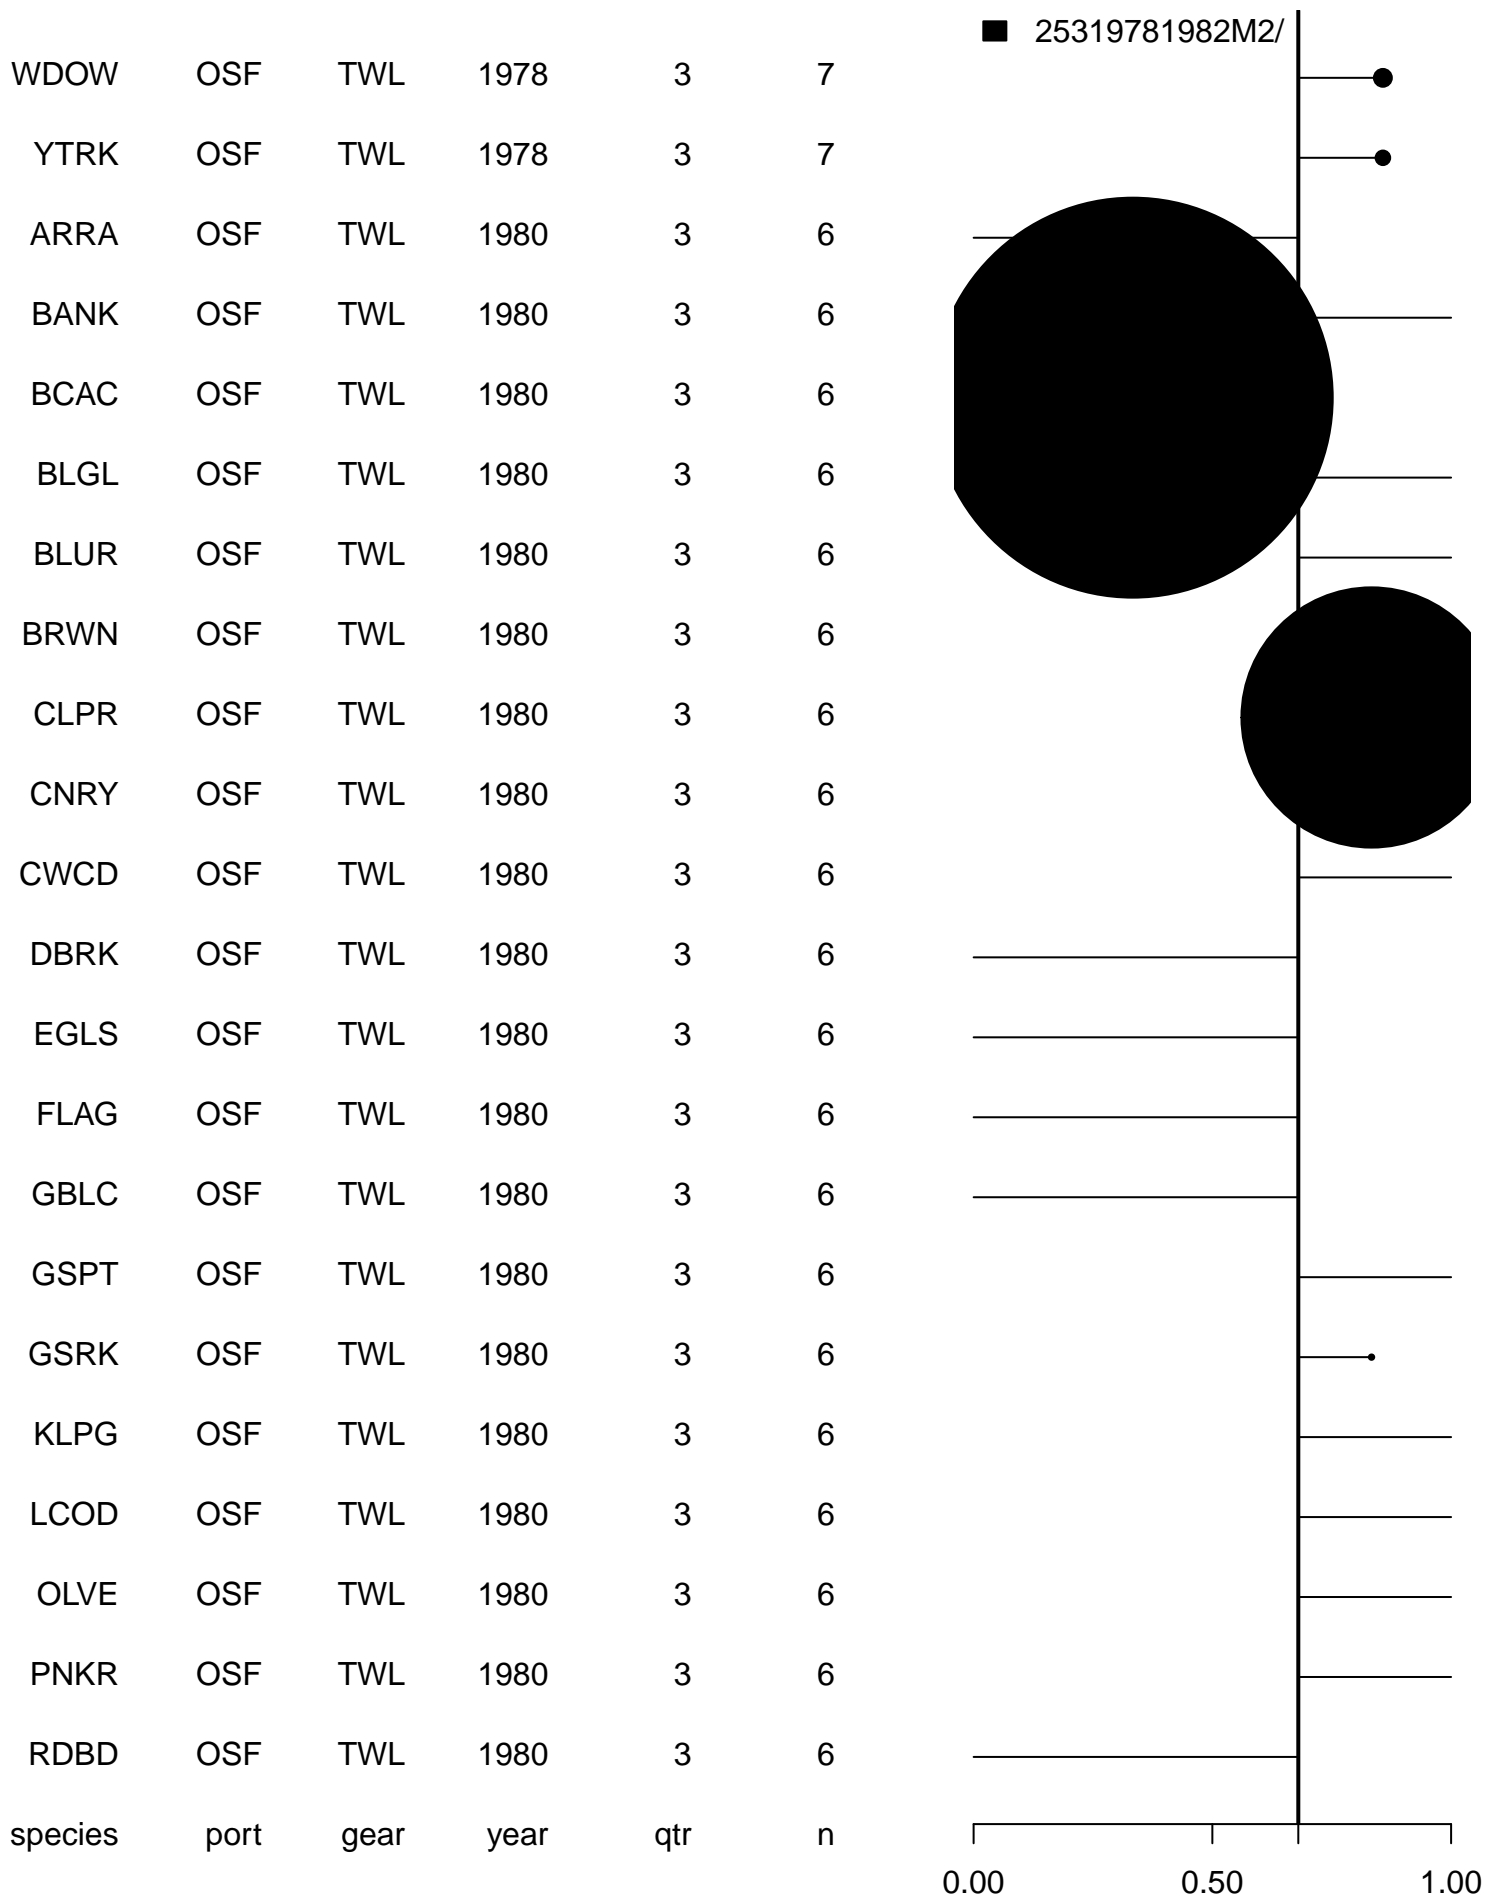 25319781982M2/
WDOW OSF TWL 1978 3 7
YTRK OSF TWL 1978 3 7
ARRA OSF TWL 1980 3 6
BANK OSF TWL 1980 3 6
BCAC OSF TWL 1980 3 6
BLGL OSF TWL 1980 3 6
BLUR OSF TWL 1980 3 6
BRWN OSF TWL 1980 3 6
CLPR OSF TWL 1980 3 6
CNRY OSF TWL 1980 3 6
CWCD OSF TWL 1980 3 6
DBRK OSF TWL 1980 3 6
EGLS OSF TWL 1980 3 6
FLAG OSF TWL 1980 3 6
GBLC OSF TWL 1980 3 6
GSPT OSF TWL 1980 3 6
GSRK OSF TWL 1980 3 6
KLPG OSF TWL 1980 3 6
LCOD OSF TWL 1980 3 6
OLVE OSF TWL 1980 3 6
PNKR OSF TWL 1980 3 6
RDBD OSF TWL 1980 3 6
species port gear year qtr n
0.00 0.50 1.00